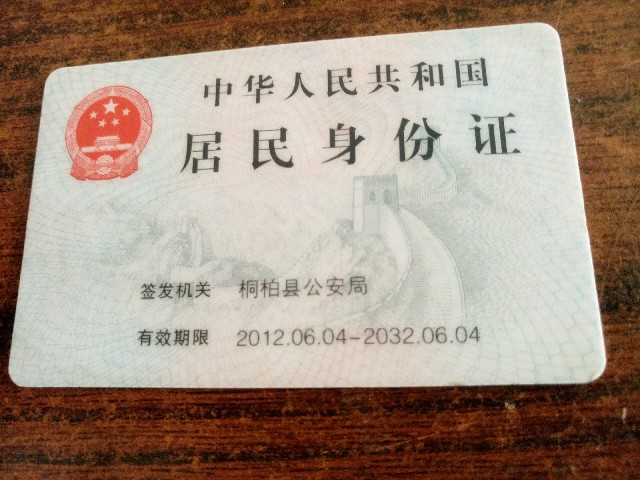 中华人民共和国
居民身份证
签发机关 桐柏县公安局
有效期限 2012.06.04-2032.06.04